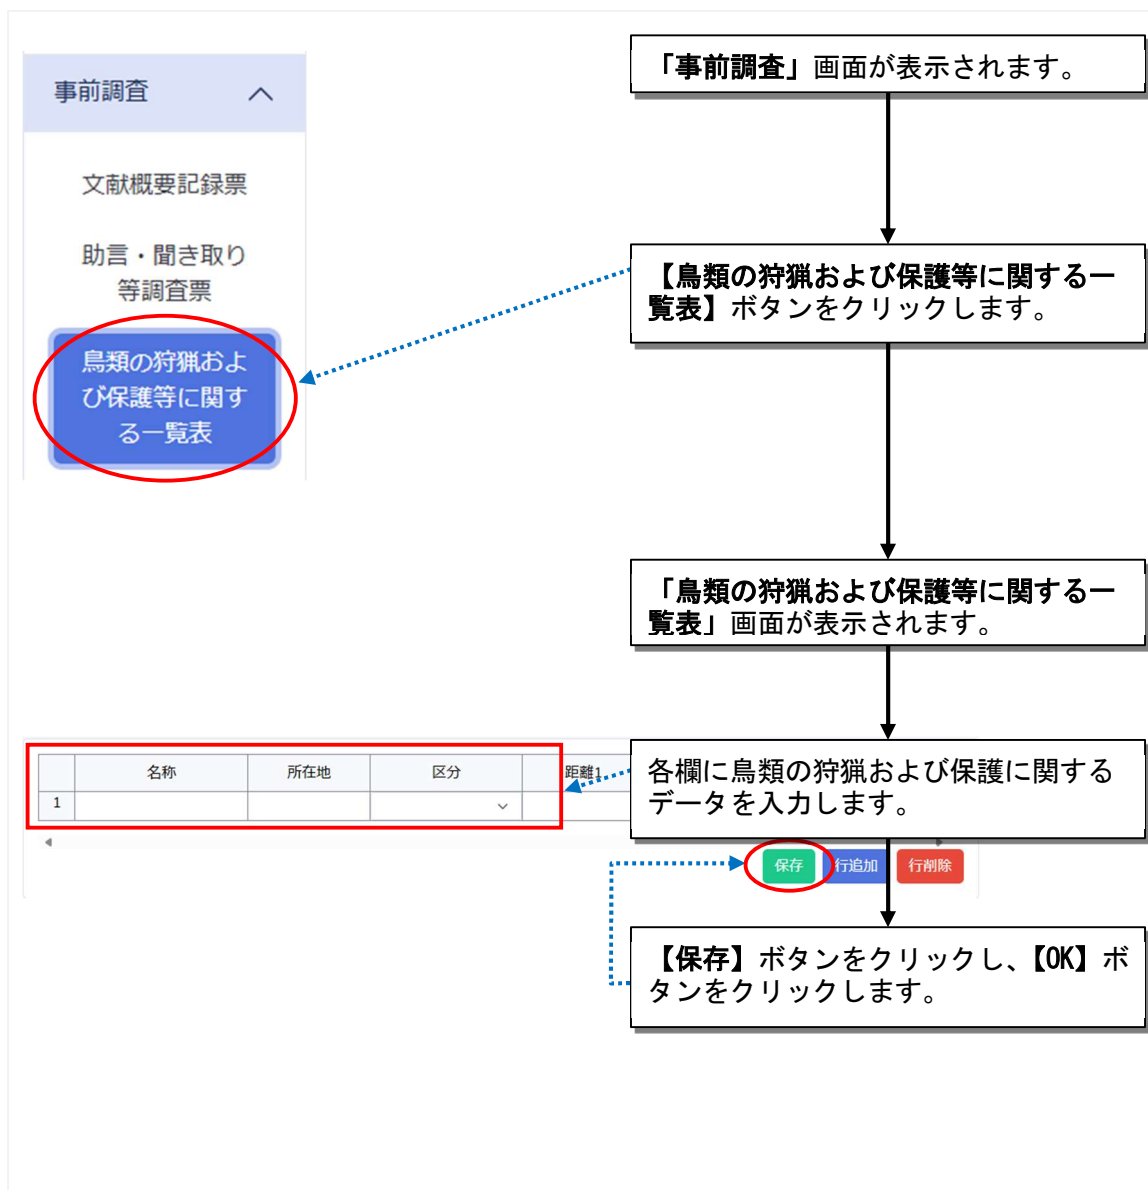 事前調査
文献概要記録票
助言・聞き取り
等調査票
鳥類の狩猟およ
び保護等に関す
る一覧表
「事前調査」画面が表示されます。
【鳥類の狩猟および保護等に関する一
覧表】ボタンをクリックします。
「鳥類の狩猟および保護等に関する一
覧表」画面が表示されます。
名称 所在地 区分 距離1
1
各欄に鳥類の狩猟および保護に関する
データを入力します。
保存 行追加 行削除
【保存】ボタンをクリックし、【OK】ボ
タンをクリックします。